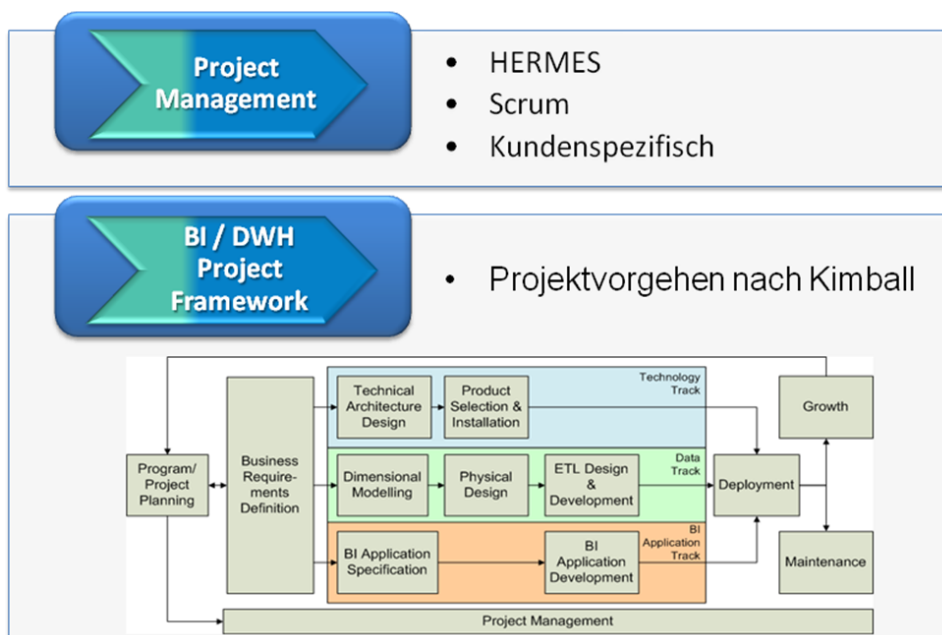 Project
Management
• HERMES
• Scrum
• Kundenspezifisch
BI / DWH
Project
Framework
• Projektvorgehen nach Kimball
Program/
Project
Planning
Business
Require-
ments
Definition
Technical
Architecture
Design
Product
Selection &
Installation
Technology
Track
Dimensional
Modelling
Physical
Design
ETL Design
&
Development
Data
Track
BI Application
Specification
BI
Application
Development
BI
Application
Track
Deployment
Growth
Maintenance
Project Management